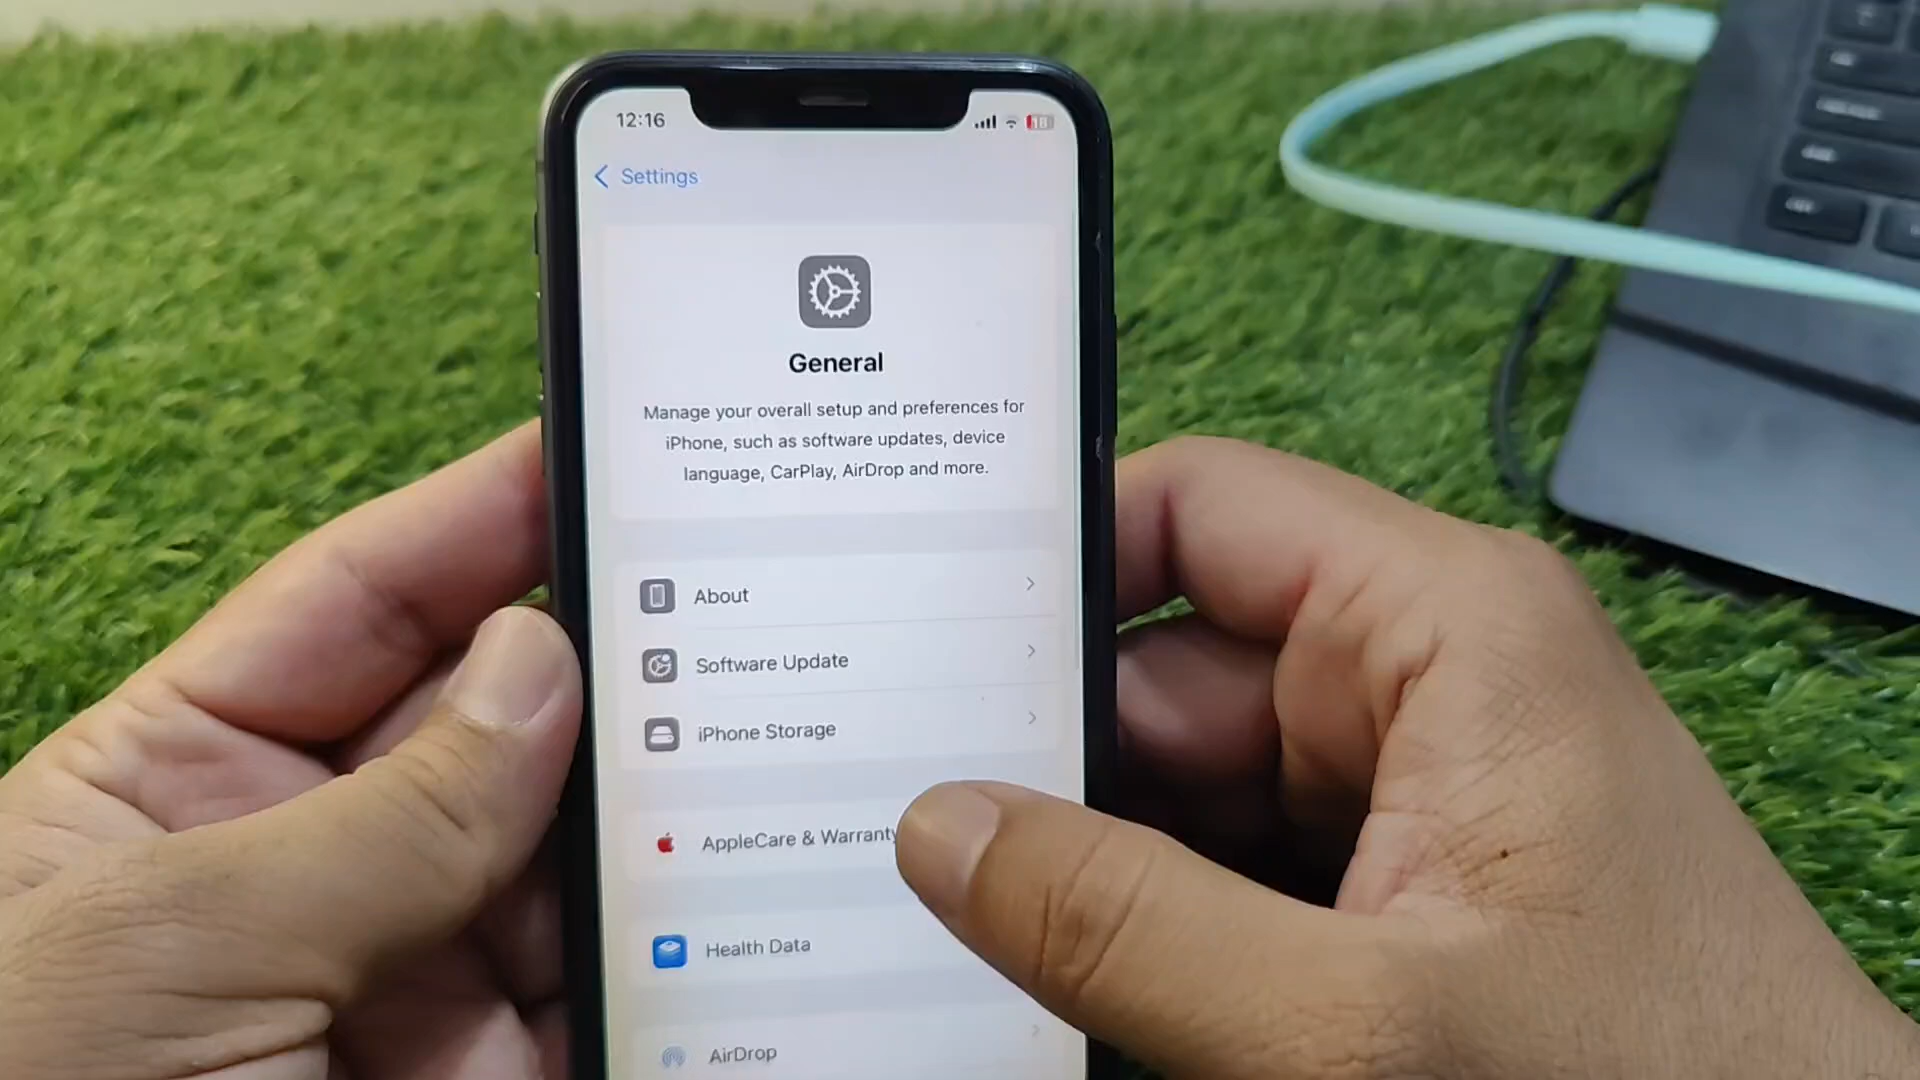 12:16
18
Settings
General
Manage your overall setup and preferences for
iPhone, such as software updates, device
language, CarPlay, AirDrop and more.
About
Software Update
iPhone Storage
AppleCare & Warranty
Health Data
AirDrop